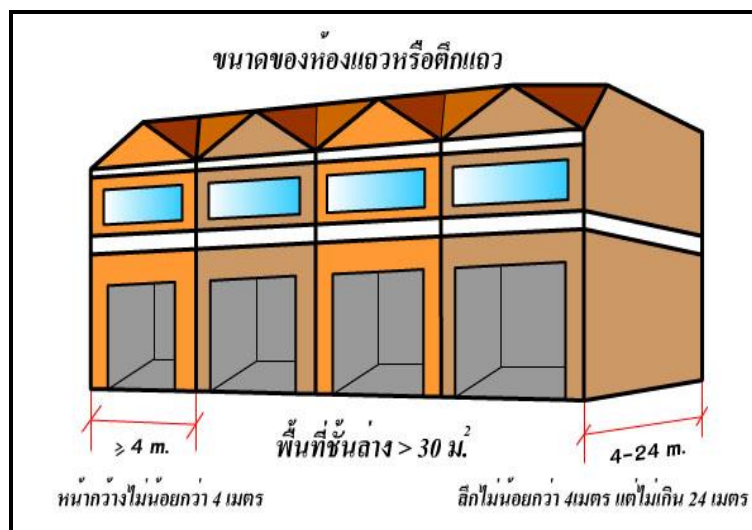 ขนาดของห้องแถวหรือตึกแถว
≥ 4 m.
พื้นที่ชั้นล่าง > 30 ม.²
4-24 m.
หน้ากว้างไม่น้อยกว่า 4 เมตร
ลึกไม่น้อยกว่า 4เมตร แต่ไม่เกิน 24 เมตร